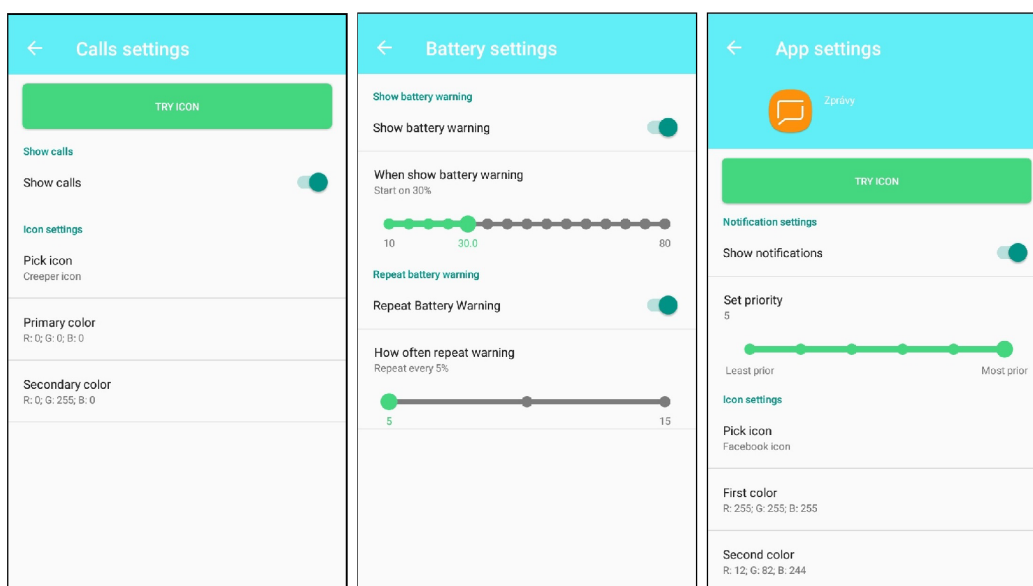 Calls settings
TRY ICON
Show calls
Show calls
Icon settings
Pick icon
Creeper icon
Primary color
R: 0; G: 0; B: 0
Secondary color
R: 0; G: 255; B: 0
Battery settings
Show battery warning
Show battery warning
When show battery warning
Start on 30%
10 30.0 80
Repeat battery warning
Repeat Battery Warning
How often repeat warning
Repeat every 5%
5 15
App settings
Zprávy
TRY ICON
Notification settings
Show notifications
Set priority
5
Least prior Most prior
Icon settings
Pick icon
Facebook icon
First color
R: 255; G: 255; B: 255
Second color
R: 12; G: 82; B: 244